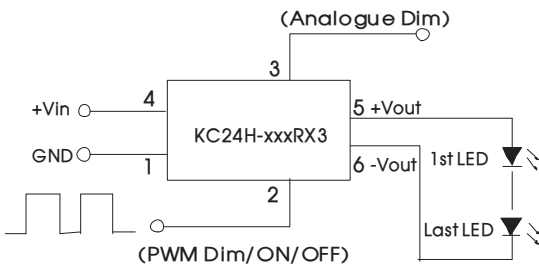 (Analogue Dim)
3
+Vin
4
5 +Vout
KC24H-xxxRX3
GND
1
6 -Vout
1st LED
2
Last LED
(PWM Dim/ON/OFF)